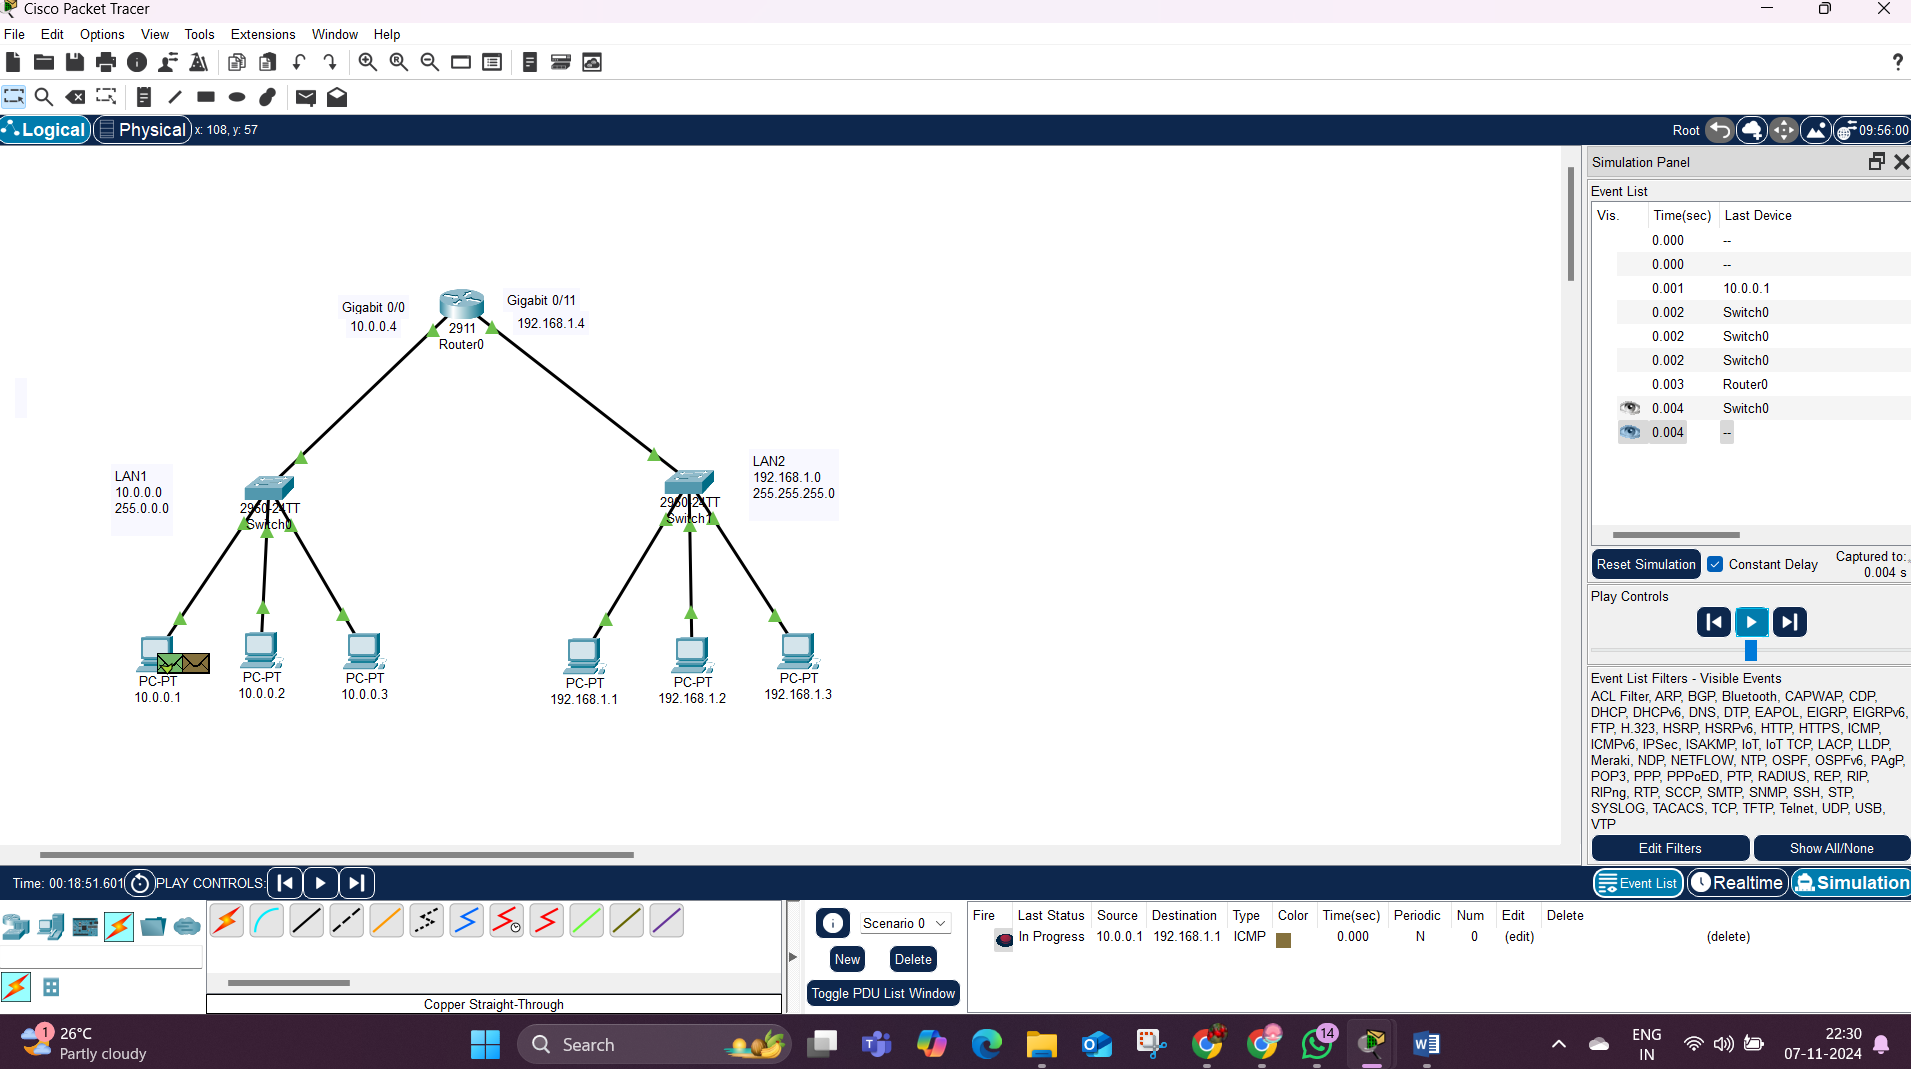 Cisco Packet Tracer
File Edit Options View Tools Extensions Window Help
?
Logical Physical x: 108, y: 57
Root 09:56:00
Gigabit 0/0
10.0.0.4
Gigabit 0/11
192.168.1.4
2911
Router0
LAN1
10.0.0.0
255.0.0.0
2960-24TT
Switch0
LAN2
192.168.1.0
255.255.255.0
2960-24TT
Switch1
PC-PT
10.0.0.1
PC-PT
10.0.0.2
PC-PT
10.0.0.3
PC-PT
192.168.1.1
PC-PT
192.168.1.2
PC-PT
192.168.1.3
Simulation Panel
Event List
Vis. Time(sec) Last Device
0.000 --
0.000 --
0.001 10.0.0.1
0.002 Switch0
0.002 Switch0
0.002 Switch0
0.003 Router0
0.004 Switch0
0.004 --
Reset Simulation Constant Delay
Captured to:
0.004 s
Play Controls
Event List Filters - Visible Events
ACL Filter, ARP, BGP, Bluetooth, CAPWAP, CDP,
DHCP, DHCPv6, DNS, DTP, EAPOL, EIGRP, EIGRPv6,
FTP, H.323, HSRP, HSRPv6, HTTP, HTTPS, ICMP,
ICMPv6, IPSec, ISAKMP, IoT, IoT TCP, LACP, LLDP,
Meraki, NDP, NETFLOW, NTP, OSPF, OSPFv6, PAgP,
POP3, PPP, PPPoED, PTP, RADIUS, REP, RIP,
RIPng, RTP, SCCP, SMTP, SNMP, SSH, STP,
SYSLOG, TACACS, TCP, TFTP, Telnet, UDP, USB,
VTP
Edit Filters Show All/None
Time: 00:18:51.601 PLAY CONTROLS:
Event List Realtime Simulation
Copper Straight-Through
Scenario 0
New Delete
Toggle PDU List Window
Fire Last Status Source Destination Type Color Time(sec) Periodic Num Edit Delete
In Progress 10.0.0.1 192.168.1.1 ICMP 0.000 N 0 (edit) (delete)
1
26°C
Partly cloudy
Search
14
ENG
IN
22:30
07-11-2024